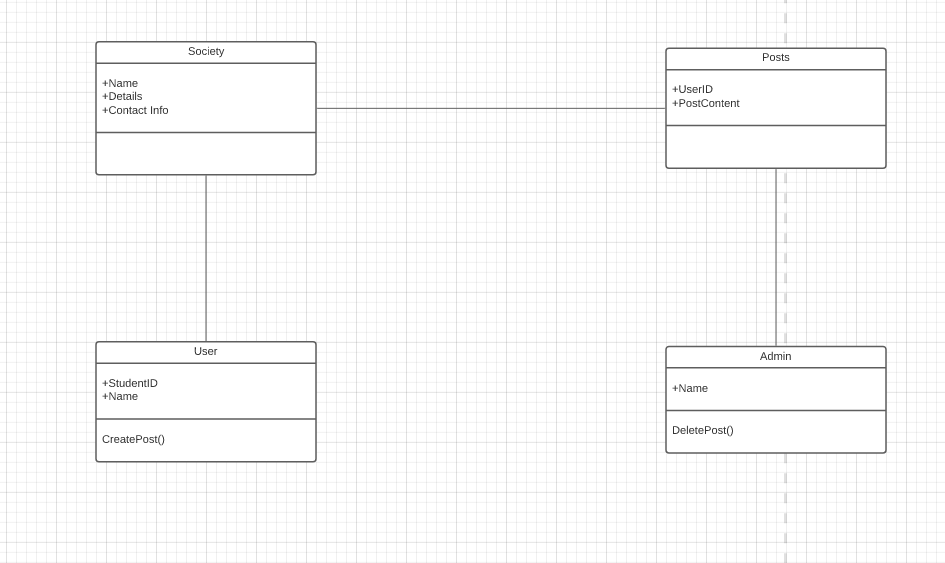 Society
+Name
+Details
+Contact Info
Posts
+UserID
+PostContent
User
+StudentID
+Name
CreatePost()
Admin
+Name
DeletePost()